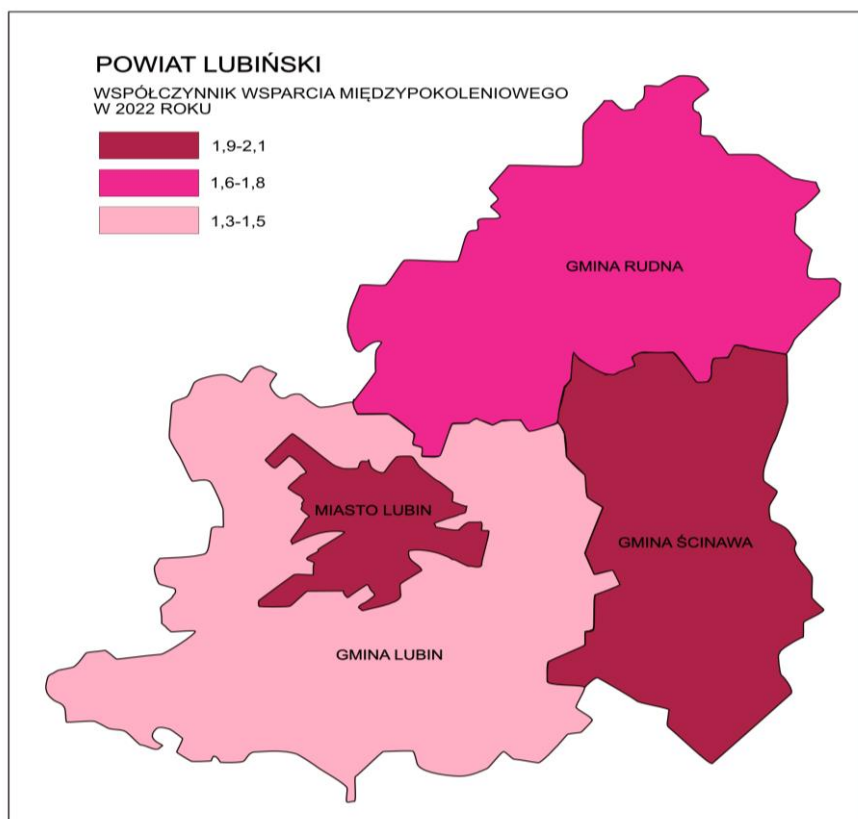 POWIAT LUBIŃSKI
WSPÓŁCZYNNIK WSPARCIA MIĘDZYPOKOLENIOWEGO
W 2022 ROKU
1,9-2,1
1,6-1,8
1,3-1,5
GMINA RUDNA
MIASTO LUBIN
GMINA ŚCINAWA
GMINA LUBIN